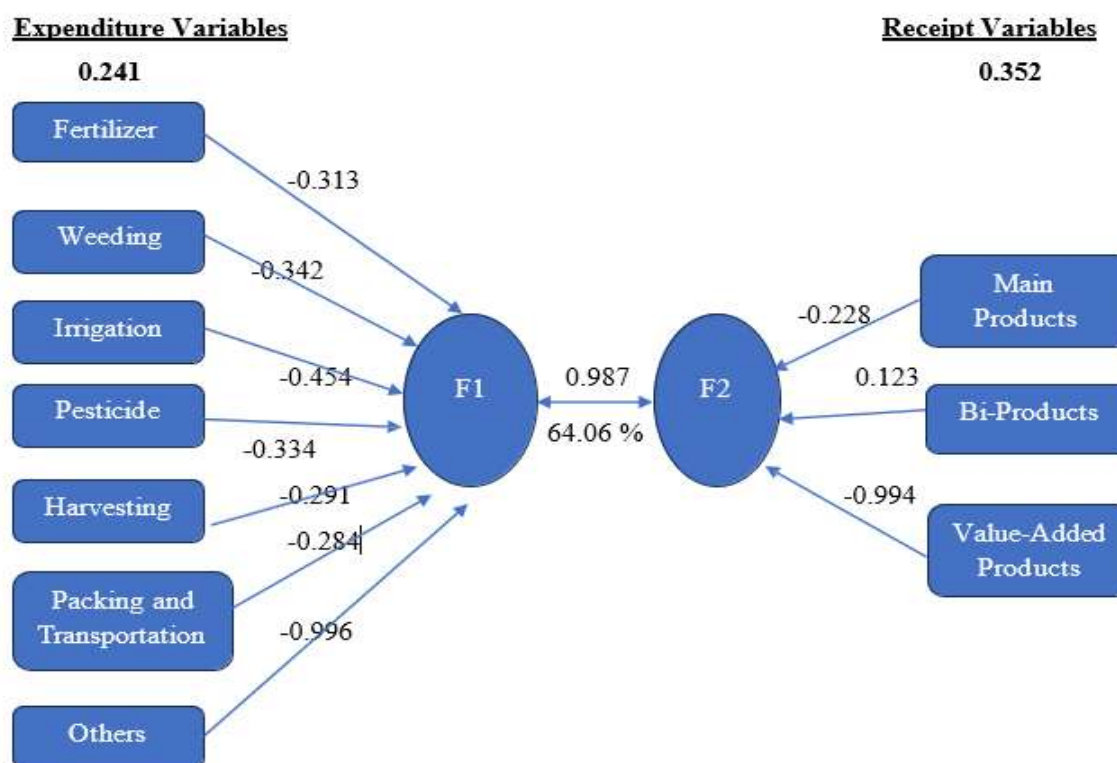 Expenditure Variables
0.241
Receipt Variables
0.352
Fertilizer
-0.313
Weeding
-0.342
Irrigation
-0.454
Pesticide
-0.334
Harvesting
-0.291
-0.284
Packing and
Transportation
-0.996
Others
F1
0.987
64.06 %
F2
Main
Products
-0.228
0.123
Bi-Products
-0.994
Value-Added
Products